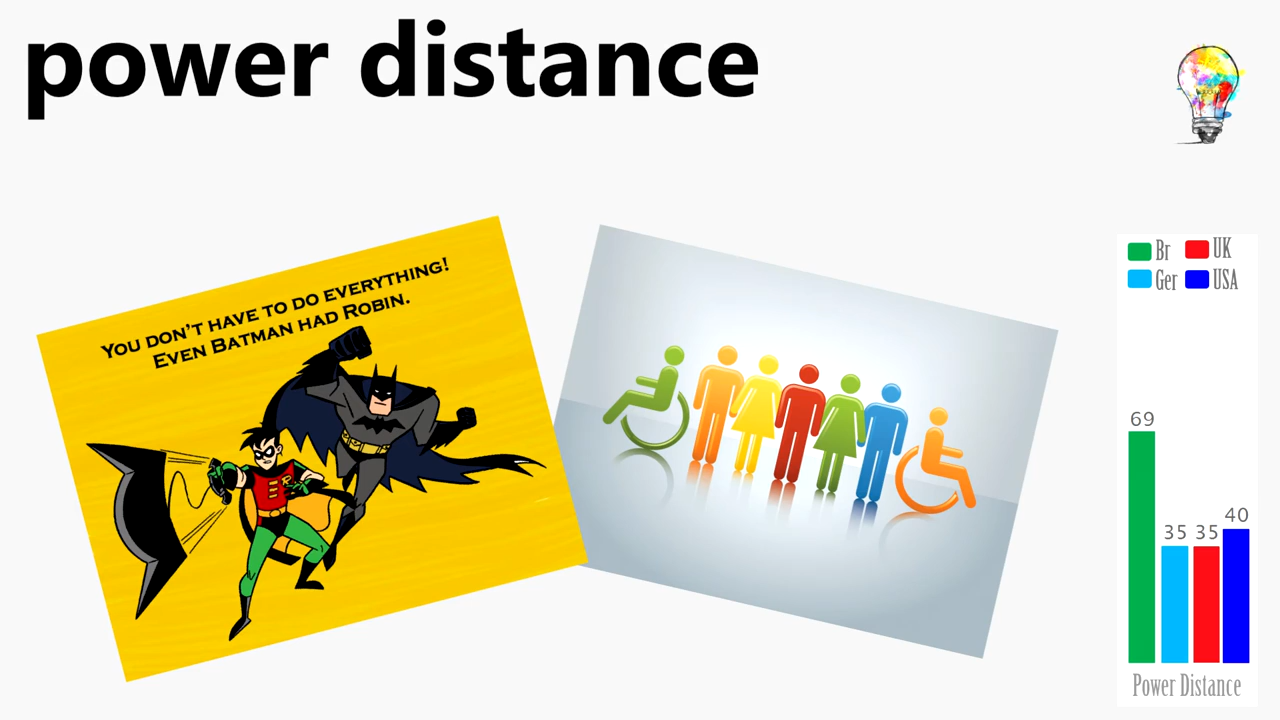 power distance
YOU DON'T HAVE TO DO EVERYTHING!
EVEN BATMAN HAD ROBIN.
R
Br
UK
Ger
USA
69
35
35
40
Power Distance